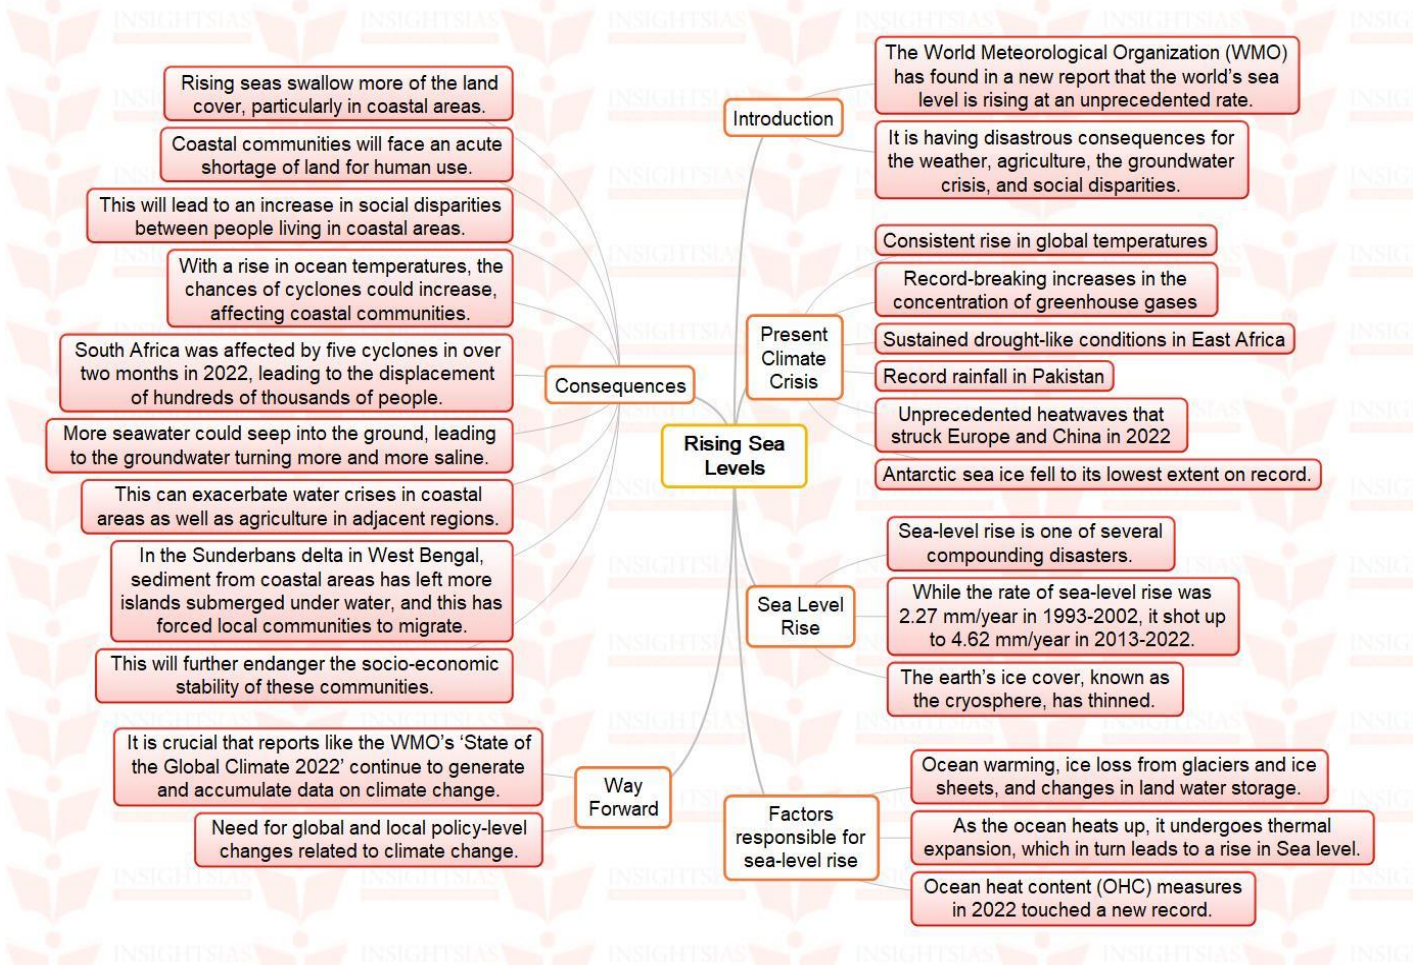 Rising Sea
Levels
Introduction
The World Meteorological Organization (WMO)
has found in a new report that the world's sea
level is rising at an unprecedented rate.
It is having disastrous consequences for
the weather, agriculture, the groundwater
crisis, and social disparities.
Present
Climate
Crisis
Consistent rise in global temperatures
Record-breaking increases in the
concentration of greenhouse gases
Sustained drought-like conditions in East Africa
Record rainfall in Pakistan
Unprecedented heatwaves that
struck Europe and China in 2022
Antarctic sea ice fell to its lowest extent on record.
Sea Level
Rise
Sea-level rise is one of several
compounding disasters.
While the rate of sea-level rise was
2.27 mm/year in 1993-2002, it shot up
to 4.62 mm/year in 2013-2022.
The earth's ice cover, known as
the cryosphere, has thinned.
Factors
responsible for
sea-level rise
Ocean warming, ice loss from glaciers and ice
sheets, and changes in land water storage.
As the ocean heats up, it undergoes thermal
expansion, which in turn leads to a rise in Sea level.
Ocean heat content (OHC) measures
in 2022 touched a new record.
Consequences
Rising seas swallow more of the land
cover, particularly in coastal areas.
Coastal communities will face an acute
shortage of land for human use.
This will lead to an increase in social disparities
between people living in coastal areas.
With a rise in ocean temperatures, the
chances of cyclones could increase,
affecting coastal communities.
South Africa was affected by five cyclones in over
two months in 2022, leading to the displacement
of hundreds of thousands of people.
More seawater could seep into the ground, leading
to the groundwater turning more and more saline.
This can exacerbate water crises in coastal
areas as well as agriculture in adjacent regions.
In the Sunderbans delta in West Bengal,
sediment from coastal areas has left more
islands submerged under water, and this has
forced local communities to migrate.
This will further endanger the socio-economic
stability of these communities.
Way
Forward
It is crucial that reports like the WMO's 'State of
the Global Climate 2022' continue to generate
and accumulate data on climate change.
Need for global and local policy-level
changes related to climate change.
INSIGHTSIAS